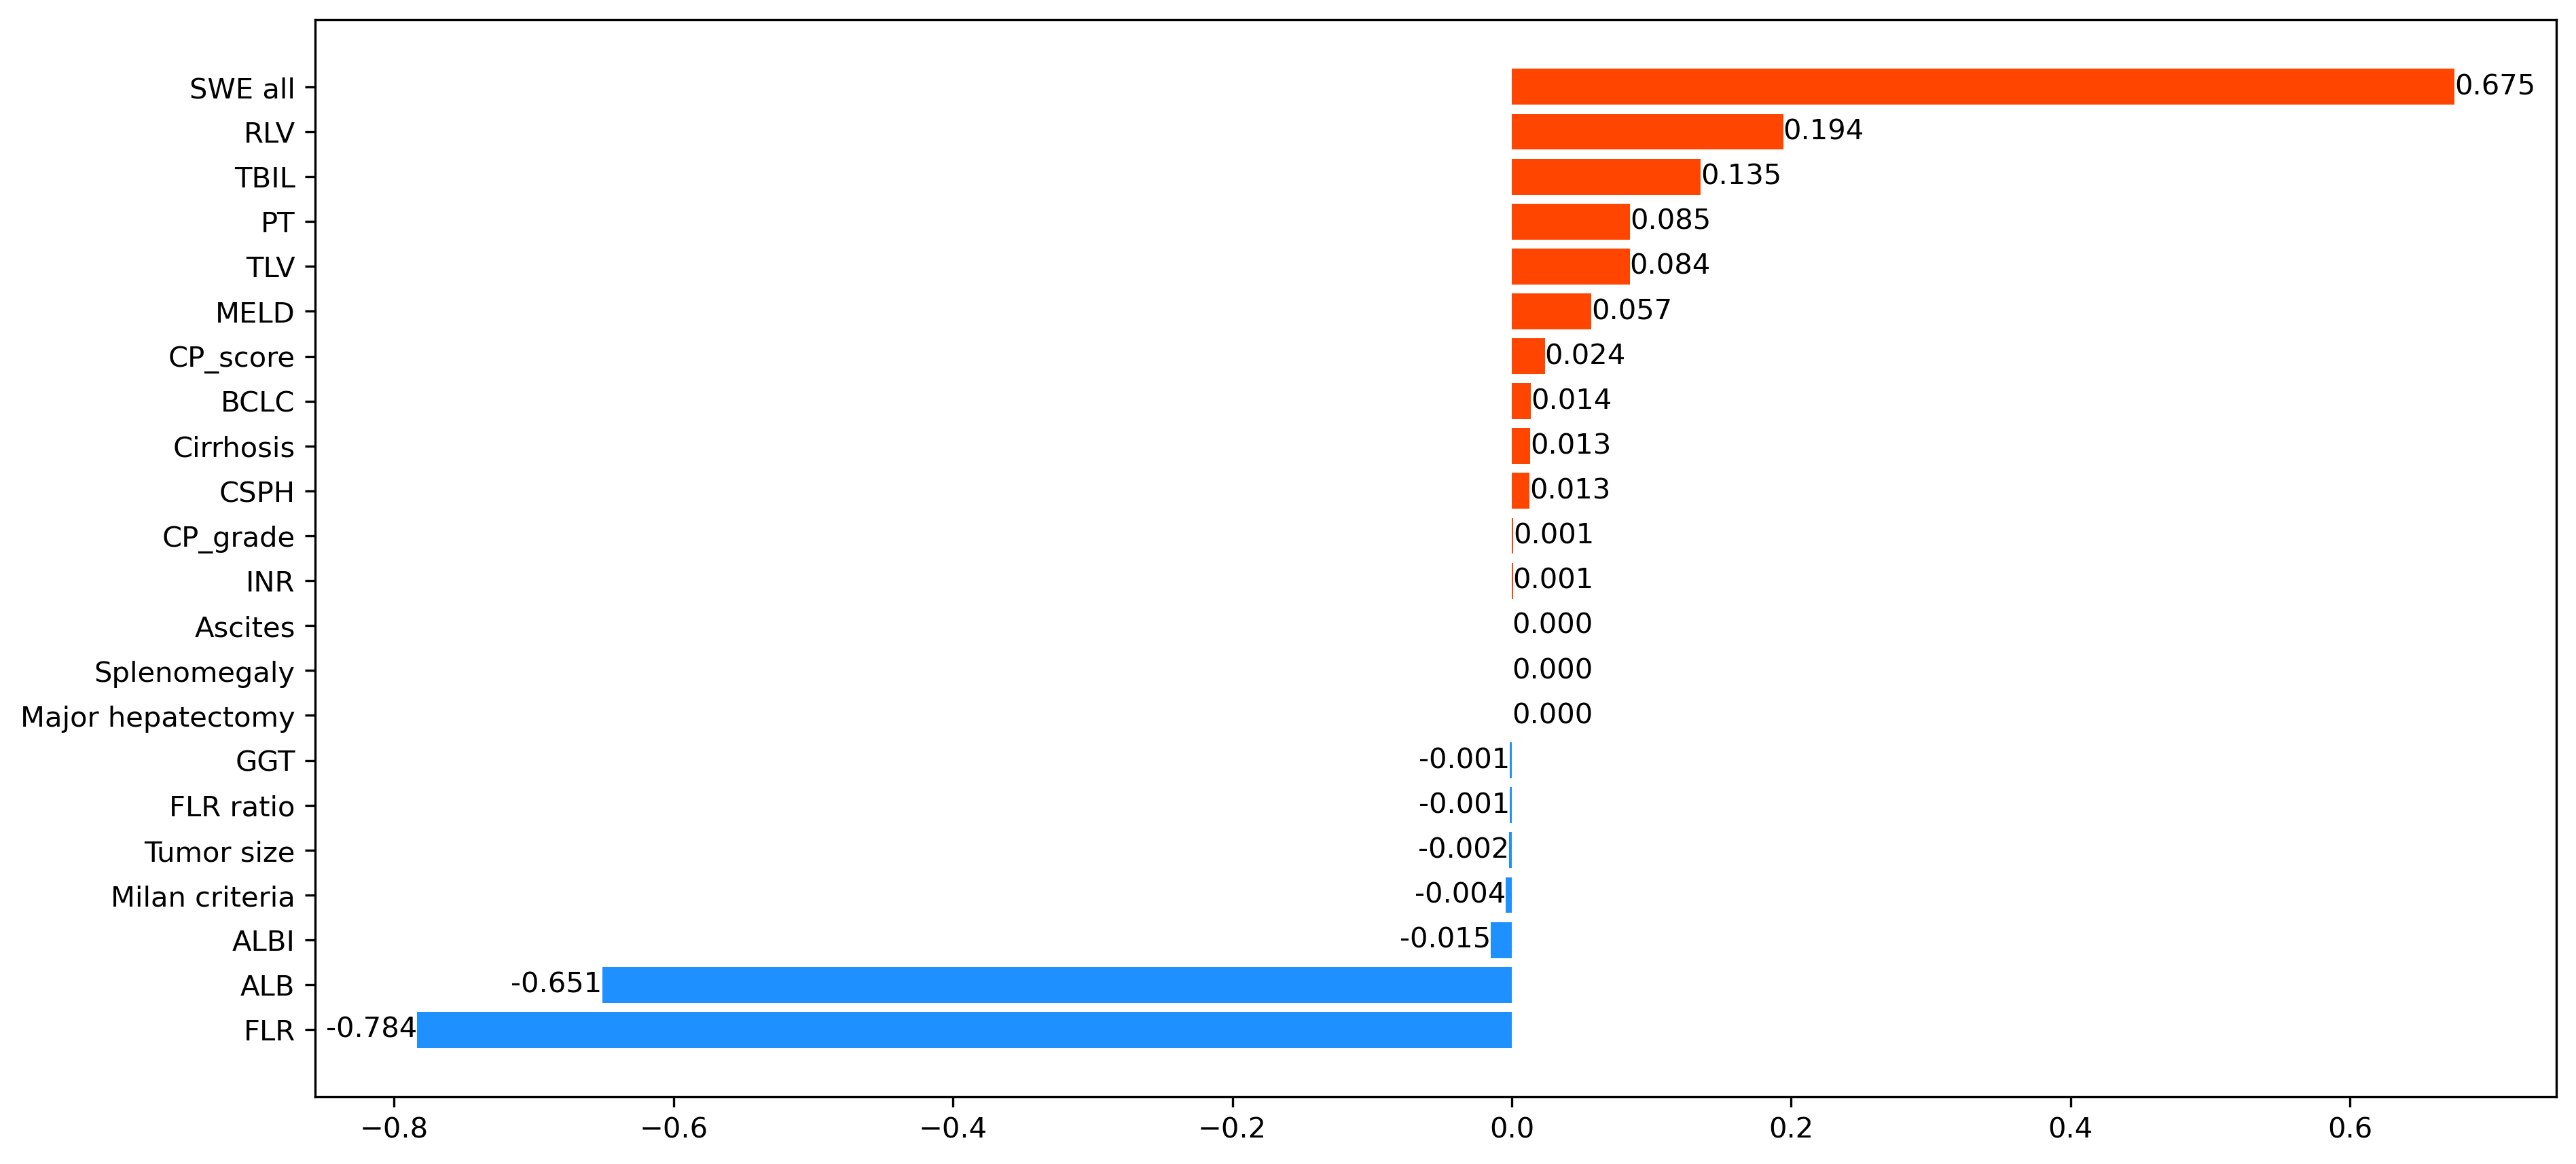 SWE all 0.675
RLV 0.194
TBIL 0.135
PT 0.085
TLV 0.084
MELD 0.057
CP_score 0.024
BCLC 0.014
Cirrhosis 0.013
CSPH 0.013
CP_grade 0.001
INR 0.001
Ascites 0.000
Splenomegaly 0.000
Major hepatectomy 0.000
GGT -0.001
FLR ratio -0.001
Tumor size -0.002
Milan criteria -0.004
ALBI -0.015
ALB -0.651
FLR -0.784
−0.8 −0.6 −0.4 −0.2 0.0 0.2 0.4 0.6